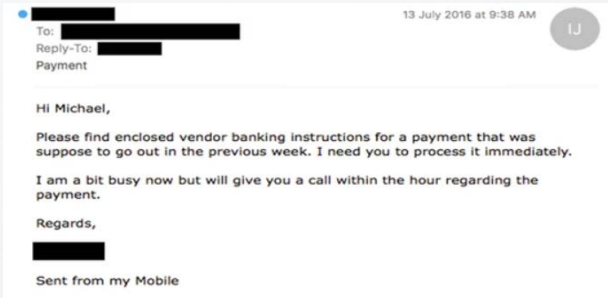 13 July 2016 at 9:38 AM
IJ
To:
Reply-To:
Payment
Hi Michael,
Please find enclosed vendor banking instructions for a payment that was
suppose to go out in the previous week. I need you to process it immediately.
I am a bit busy now but will give you a call within the hour regarding the
payment.
Regards,
Sent from my Mobile